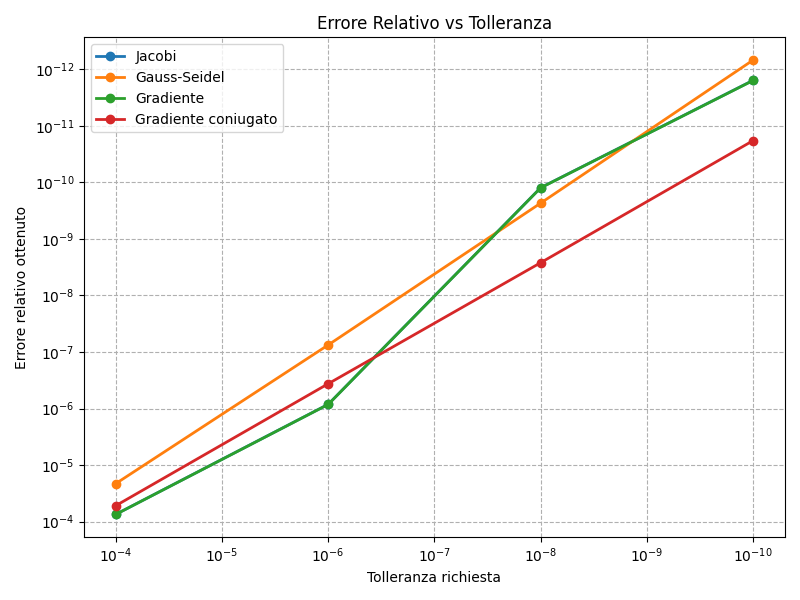 Errore Relativo vs Tolleranza
Jacobi
Gauss-Seidel
Gradiente
Gradiente coniugato
Errore relativo ottenuto
10⁻¹²
10⁻¹¹
10⁻¹⁰
10⁻⁹
10⁻⁸
10⁻⁷
10⁻⁶
10⁻⁵
10⁻⁴
10⁻⁴ 10⁻⁵ 10⁻⁶ 10⁻⁷ 10⁻⁸ 10⁻⁹ 10⁻¹⁰
Tolleranza richiesta